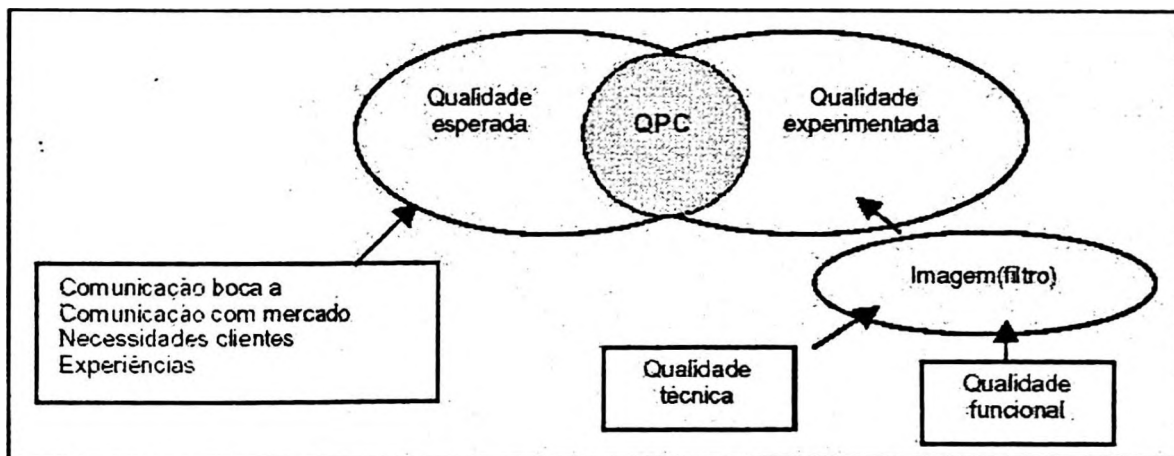 Qualidade
esperada
QPC
Qualidade
experimentada
Comunicação boca a
Comunicação com mercado
Necessidades clientes
Experiências
Imagem(filtro)
Qualidade
técnica
Qualidade
funcional